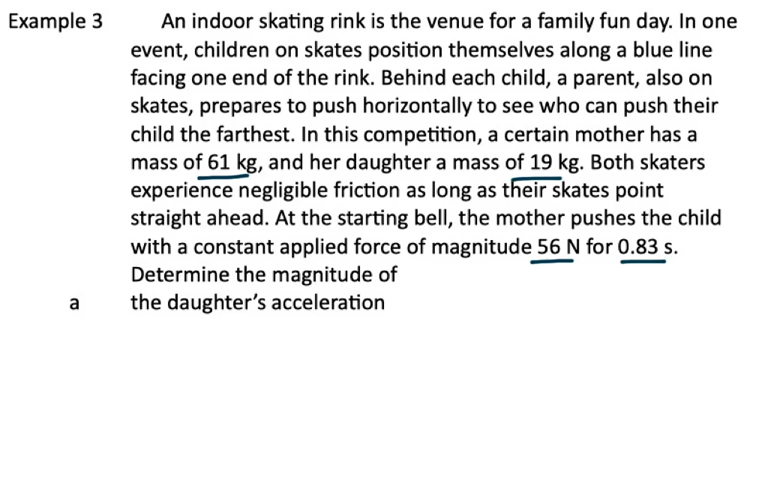 Example 3 An indoor skating rink is the venue for a family fun day. In one
event, children on skates position themselves along a blue line
facing one end of the rink. Behind each child, a parent, also on
skates, prepares to push horizontally to see who can push their
child the farthest. In this competition, a certain mother has a
mass of 61 kg, and her daughter a mass of 19 kg. Both skaters
experience negligible friction as long as their skates point
straight ahead. At the starting bell, the mother pushes the child
with a constant applied force of magnitude 56 N for 0.83 s.
Determine the magnitude of
a the daughter’s acceleration